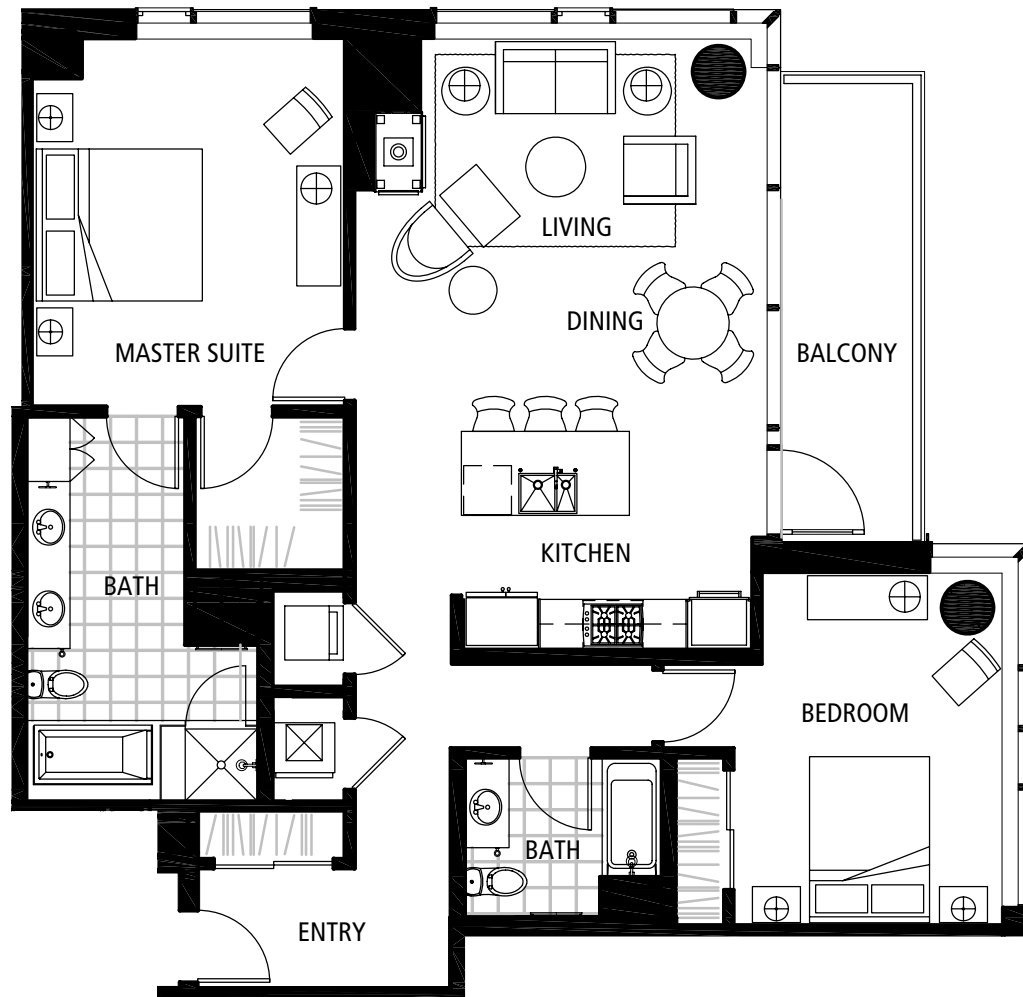 LIVING
DINING
MASTER SUITE
BALCONY
KITCHEN
BATH
BEDROOM
BATH
ENTRY